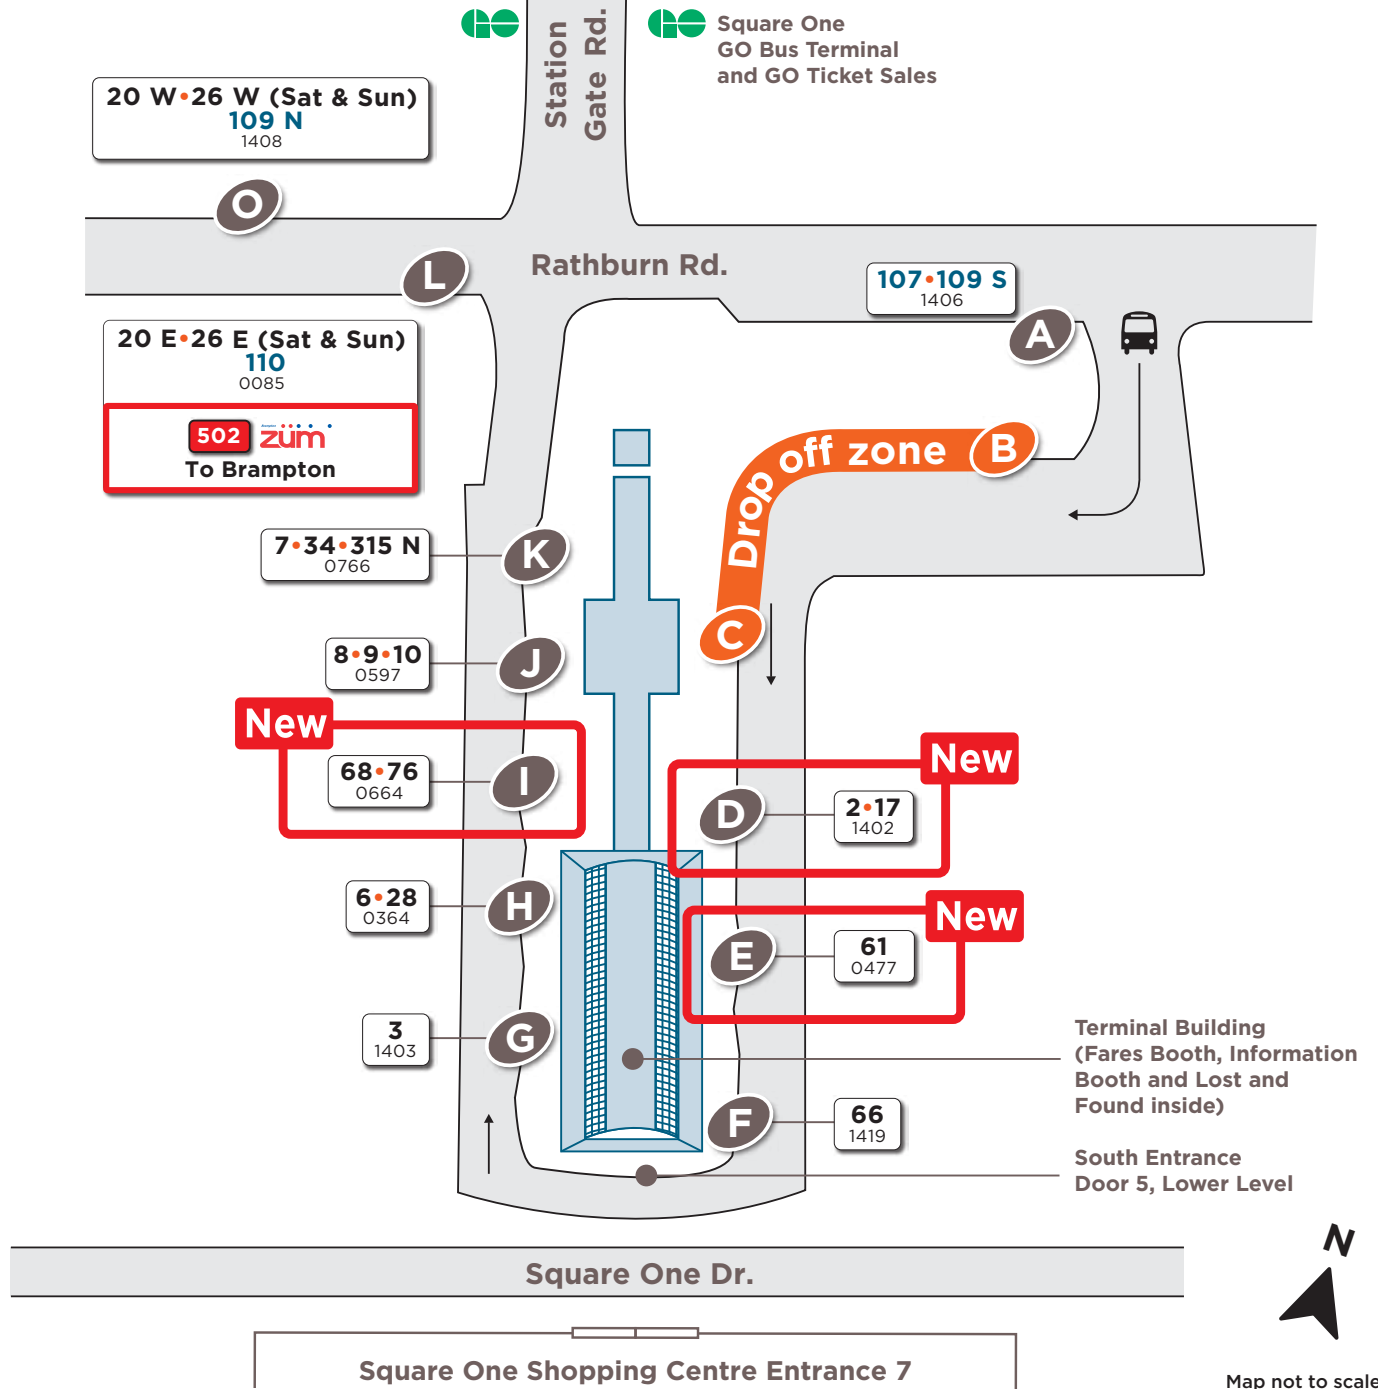 GO
Station
Gate Rd.
GO
Square One
GO Bus Terminal
and GO Ticket Sales
20 W•26 W (Sat & Sun)
109 N
1408
O
L
Rathburn Rd.
107•109 S
1406
A
20 E•26 E (Sat & Sun)
110
0085
502 züm
To Brampton
Drop off zone
B
C
7•34•315 N
0766
K
8•9•10
0597
J
New
68•76
0664
I
New
D
2•17
1402
6•28
0364
H
New
E
61
0477
3
1403
G
Terminal Building
(Fares Booth, Information
Booth and Lost and
Found inside)
F
66
1419
South Entrance
Door 5, Lower Level
N
Square One Dr.
Square One Shopping Centre Entrance 7
Map not to scale